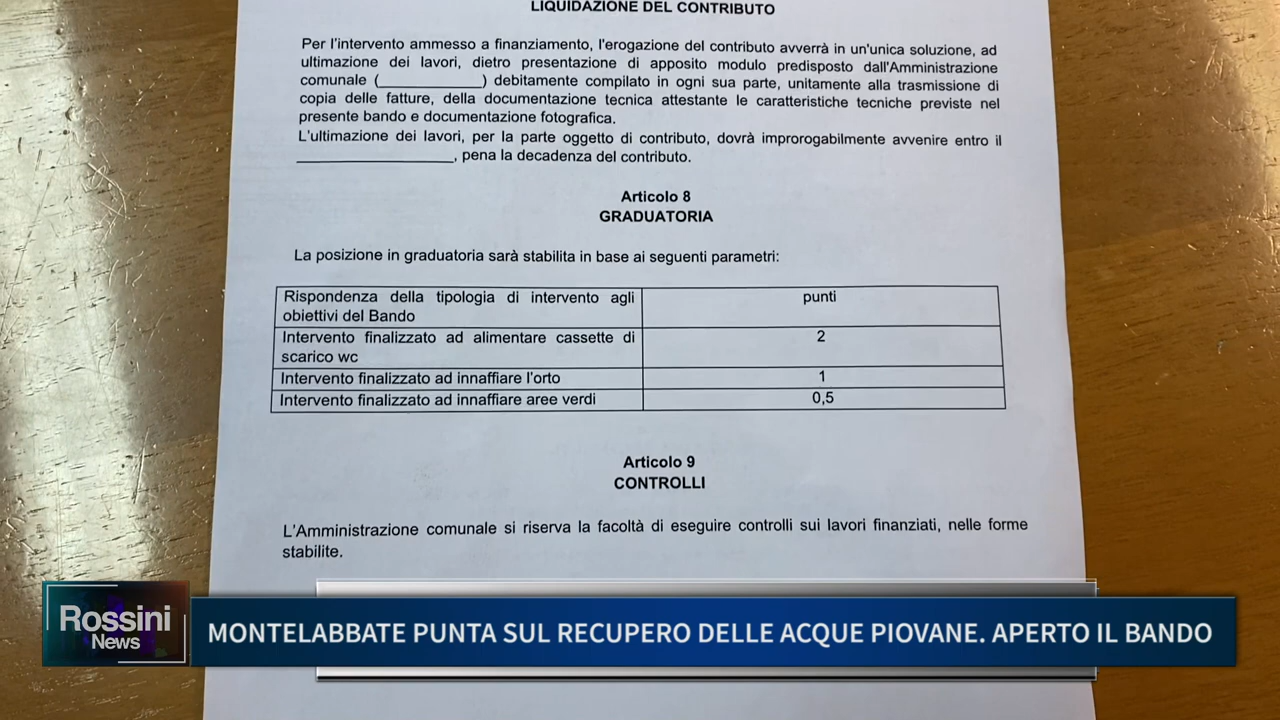 LIQUIDAZIONE DEL CONTRIBUTO
Per l'intervento ammesso a finanziamento, l'erogazione del contributo avverrà in un'unica soluzione, ad
ultimazione dei lavori, dietro presentazione di apposito modulo predisposto dall'Amministrazione
comunale (____________) debitamente compilato in ogni sua parte, unitamente alla trasmissione di
copia delle fatture, della documentazione tecnica attestante le caratteristiche tecniche previste nel
presente bando e documentazione fotografica.
L'ultimazione dei lavori, per la parte oggetto di contributo, dovrà improrogabilmente avvenire entro il
__________________, pena la decadenza del contributo.
Articolo 8
GRADUATORIA
La posizione in graduatoria sarà stabilita in base ai seguenti parametri:
Rispondenza della tipologia di intervento agli
obiettivi del Bando
punti
Intervento finalizzato ad alimentare cassette di
scarico wc
2
Intervento finalizzato ad innaffiare l'orto
1
Intervento finalizzato ad innaffiare aree verdi
0,5
Articolo 9
CONTROLLI
L'Amministrazione comunale si riserva la facoltà di eseguire controlli sui lavori finanziati, nelle forme
stabilite.
Rossini
News
MONTELABBATE PUNTA SUL RECUPERO DELLE ACQUE PIOVANE. APERTO IL BANDO